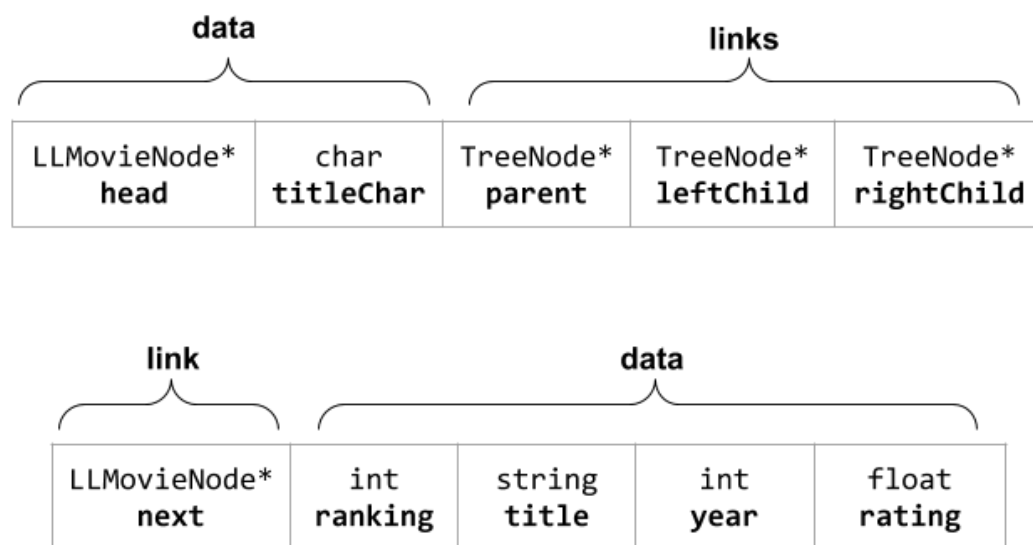 data links
LLMovieNode* char TreeNode* TreeNode* TreeNode*
head titleChar parent leftChild rightChild
link data
LLMovieNode* int string int float
next ranking title year rating